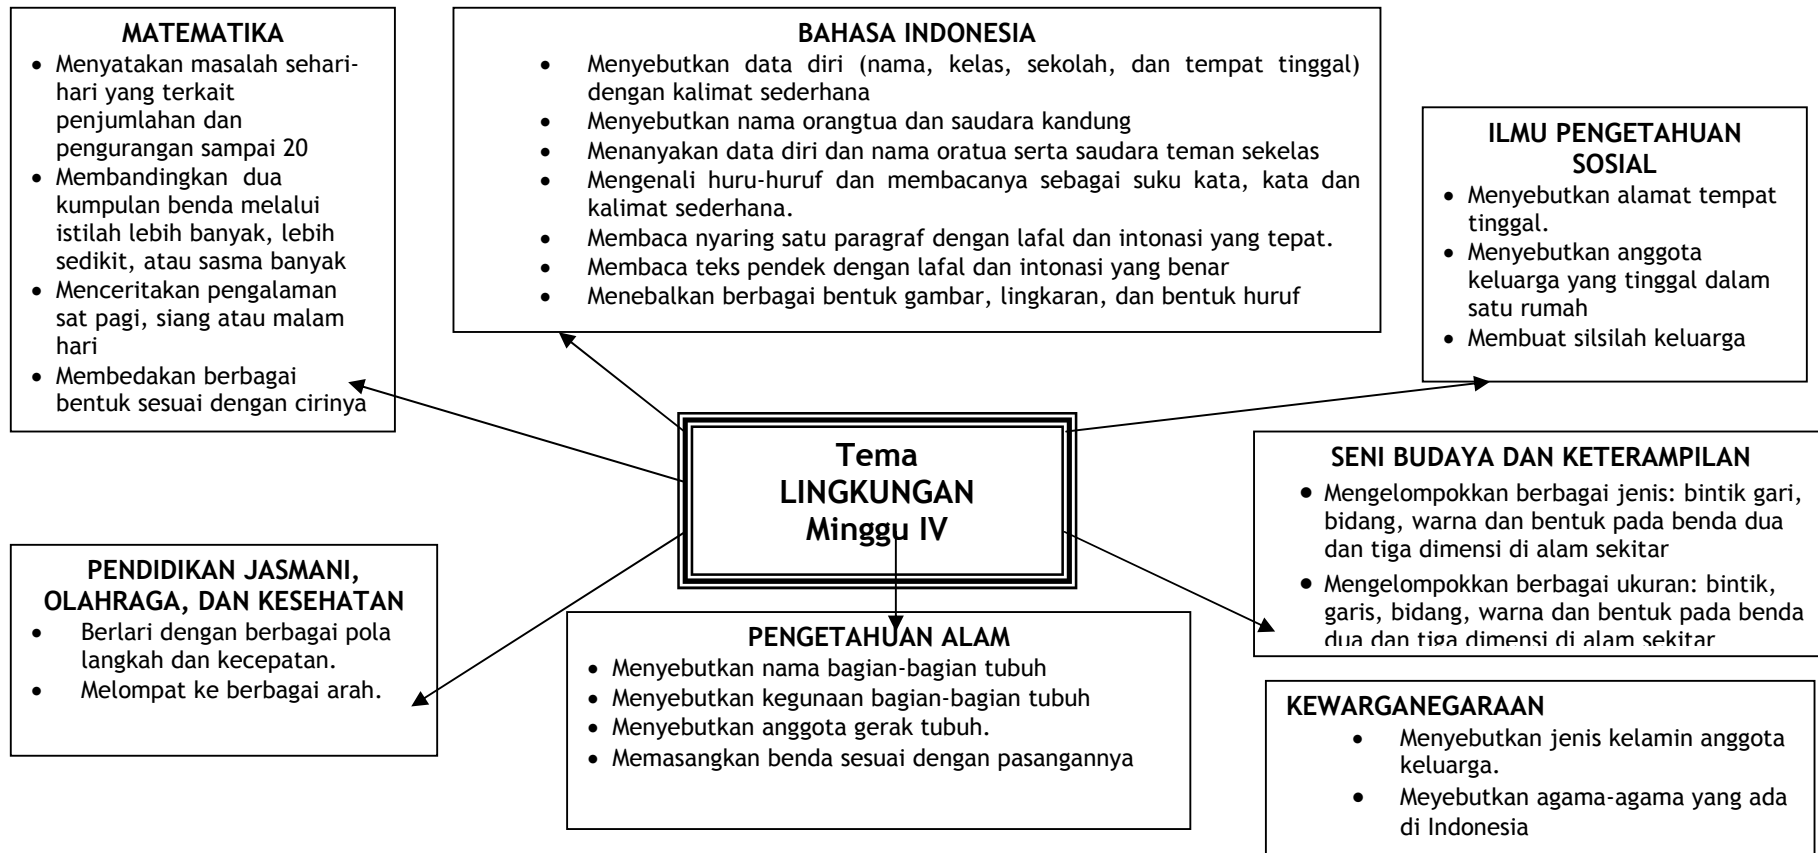 MATEMATIKA
• Menyatakan masalah sehari-
hari yang terkait
penjumlahan dan
pengurangan sampai 20
• Membandingkan dua
kumpulan benda melalui
istilah lebih banyak, lebih
sedikit, atau sasma banyak
• Menceritakan pengalaman
sat pagi, siang atau malam
hari
• Membedakan berbagai
bentuk sesuai dengan cirinya
BAHASA INDONESIA
• Menyebutkan data diri (nama, kelas, sekolah, dan tempat tinggal)
dengan kalimat sederhana
• Menyebutkan nama orangtua dan saudara kandung
• Menanyakan data diri dan nama oratua serta saudara teman sekelas
• Mengenali huru-huruf dan membacanya sebagai suku kata, kata dan
kalimat sederhana.
• Membaca nyaring satu paragraf dengan lafal dan intonasi yang tepat.
• Membaca teks pendek dengan lafal dan intonasi yang benar
• Menebalkan berbagai bentuk gambar, lingkaran, dan bentuk huruf
ILMU PENGETAHUAN
SOSIAL
• Menyebutkan alamat tempat
tinggal.
• Menyebutkan anggota
keluarga yang tinggal dalam
satu rumah
• Membuat silsilah keluarga
Tema
LINGKUNGAN
Minggu IV
SENI BUDAYA DAN KETERAMPILAN
• Mengelompokkan berbagai jenis: bintik gari,
bidang, warna dan bentuk pada benda dua
dan tiga dimensi di alam sekitar
• Mengelompokkan berbagai ukuran: bintik,
garis, bidang, warna dan bentuk pada benda
dua dan tiga dimensi di alam sekitar
PENDIDIKAN JASMANI,
OLAHRAGA, DAN KESEHATAN
• Berlari dengan berbagai pola
langkah dan kecepatan.
• Melompat ke berbagai arah.
PENGETAHUAN ALAM
• Menyebutkan nama bagian-bagian tubuh
• Menyebutkan kegunaan bagian-bagian tubuh
• Menyebutkan anggota gerak tubuh.
• Memasangkan benda sesuai dengan pasangannya
KEWARGANEGARAAN
• Menyebutkan jenis kelamin anggota
keluarga.
• Meyebutkan agama-agama yang ada
di Indonesia